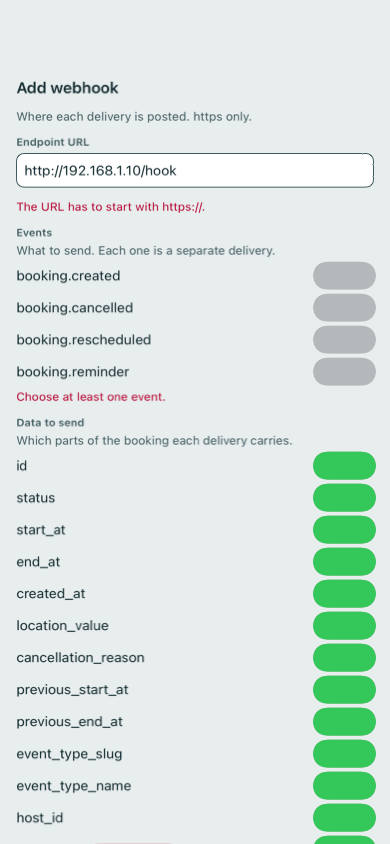 Add webhook
Where each delivery is posted. https only.
Endpoint URL
http://192.168.1.10/hook
The URL has to start with https://.
Events
What to send. Each one is a separate delivery.
booking.created
booking.cancelled
booking.rescheduled
booking.reminder
Choose at least one event.
Data to send
Which parts of the booking each delivery carries.
id
status
start_at
end_at
created_at
location_value
cancellation_reason
previous_start_at
previous_end_at
event_type_slug
event_type_name
host_id